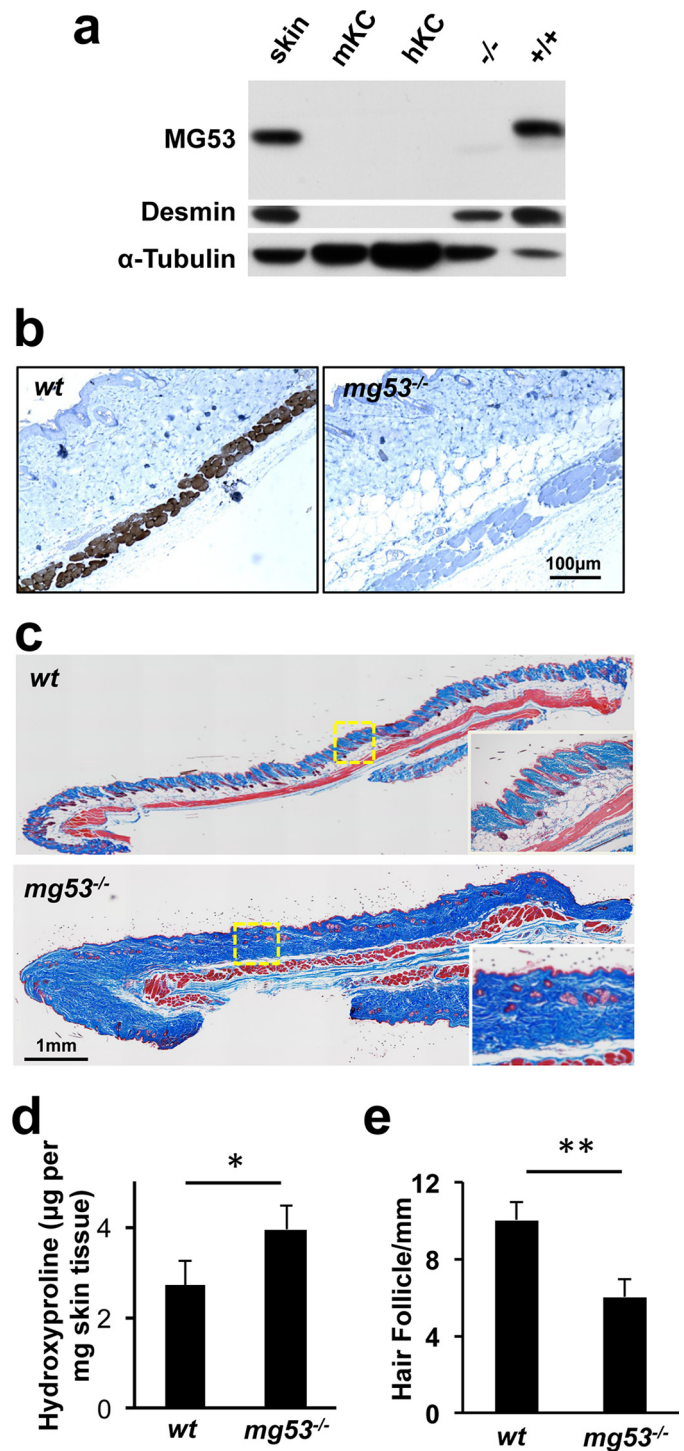 a
skin mKC hKC -/- +/+
MG53
Desmin
α-Tubulin
b
wt
mg53-/-
100µm
c
wt
mg53-/-
1mm
d
Hydroxyproline (µg per
mg skin tissue)
4
2
0
*
wt mg53-/-
e
Hair Follicle/mm
12
8
4
0
**
wt mg53-/-